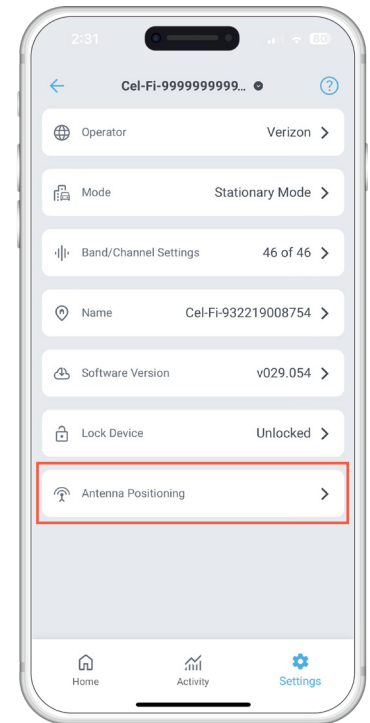 2:31
80
Cel-Fi-9999999999...
?
Operator Verizon
Mode Stationary Mode
Band/Channel Settings 46 of 46
Name Cel-Fi-932219008754
Software Version v029.054
Lock Device Unlocked
Antenna Positioning
Home Activity Settings